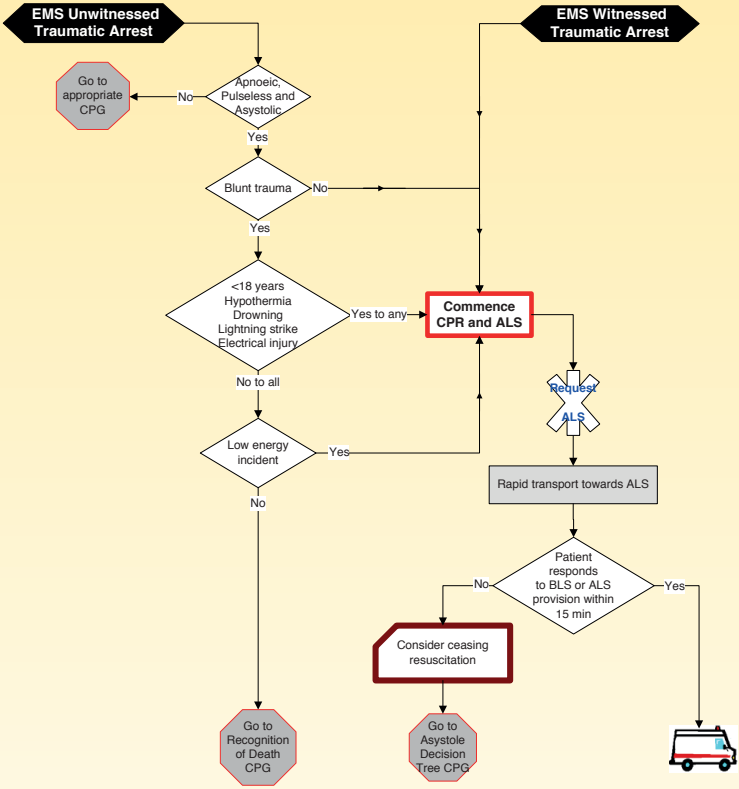 EMS Unwitnessed
Traumatic Arrest
EMS Witnessed
Traumatic Arrest
Go to
appropriate
CPG
No
Apnoeic,
Pulseless and
Asystolic
Yes
Blunt trauma
No
Yes
<18 years
Hypothermia
Drowning
Lightning strike
Electrical injury
Yes to any
Commence
CPR and ALS
No to all
Request
ALS
Low energy
incident
Yes
Rapid transport towards ALS
No
Patient
responds
to BLS or ALS
provision within
15 min
No
Yes
Consider ceasing
resuscitation
Go to
Recognition
of Death
CPG
Go to
Asystole
Decision
Tree CPG